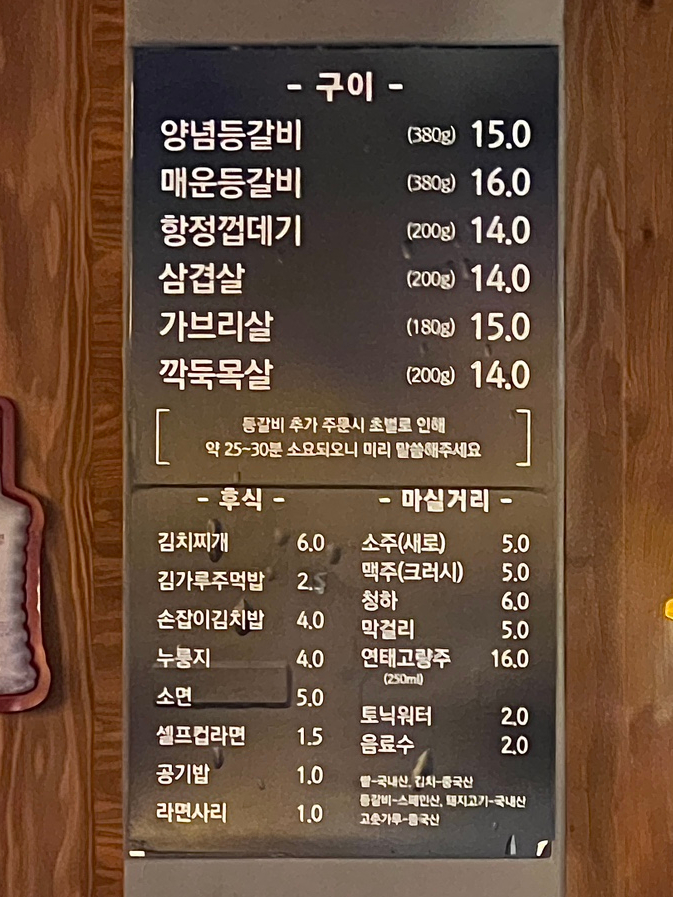 - 구이 -
양념등갈비 (380g) 15.0
매운등갈비 (380g) 16.0
항정껍데기 (200g) 14.0
삼겹살 (200g) 14.0
가브리살 (180g) 15.0
깍둑목살 (200g) 14.0
등갈비 추가 주문시 초벌로 인해
약 25~30분 소요되오니 미리 말씀해주세요
- 후식 -
김치찌개 6.0
김가루주먹밥 2.5
손잡이김치밥 4.0
누룽지 4.0
소면 5.0
셀프컵라면 1.5
공기밥 1.0
라면사리 1.0
- 마실거리 -
소주(새로) 5.0
맥주(크러시) 5.0
청하 6.0
막걸리 5.0
연태고량주 16.0
(250ml)
토닉워터 2.0
음료수 2.0
쌀-국내산, 김치-중국산
등갈비-스페인산, 돼지고기-국내산
고춧가루-중국산